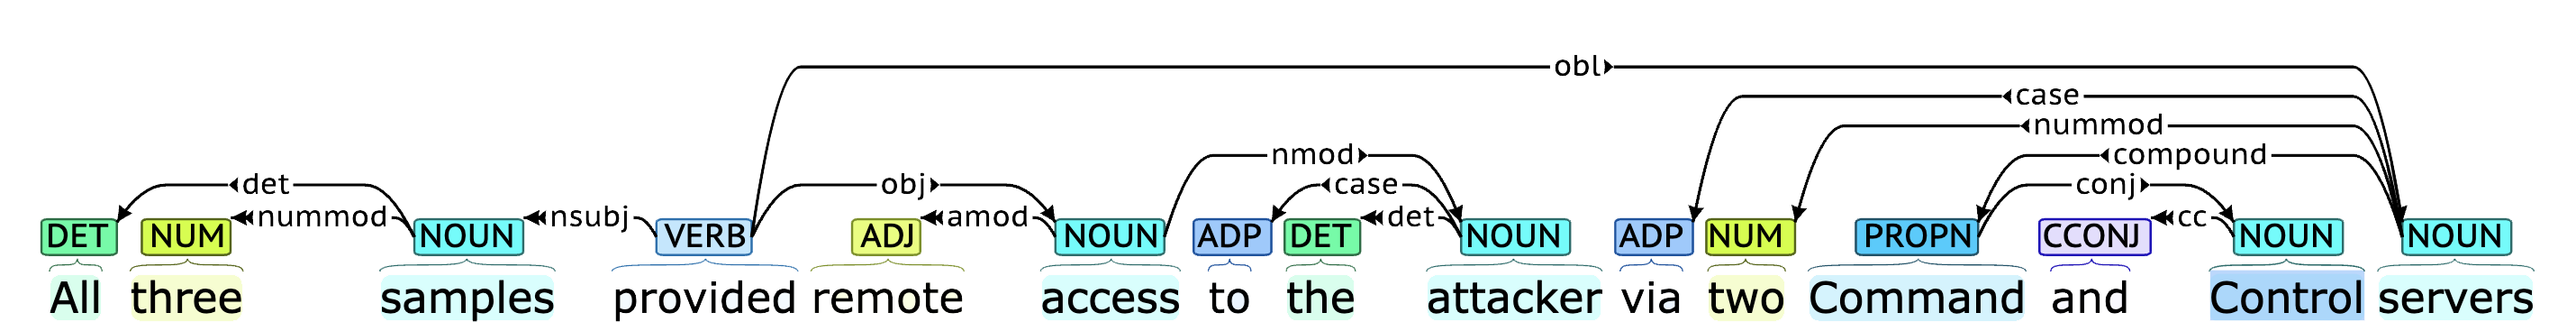 obl
case
nummod
nmod compound
det obj case conj
nummod nsubj amod det cc
DET NUM NOUN VERB ADJ NOUN ADP DET NOUN ADP NUM PROPN CCONJ NOUN NOUN
All three samples provided remote access to the attacker via two Command and Control servers